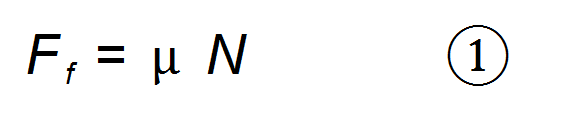 F_f = μ N ①